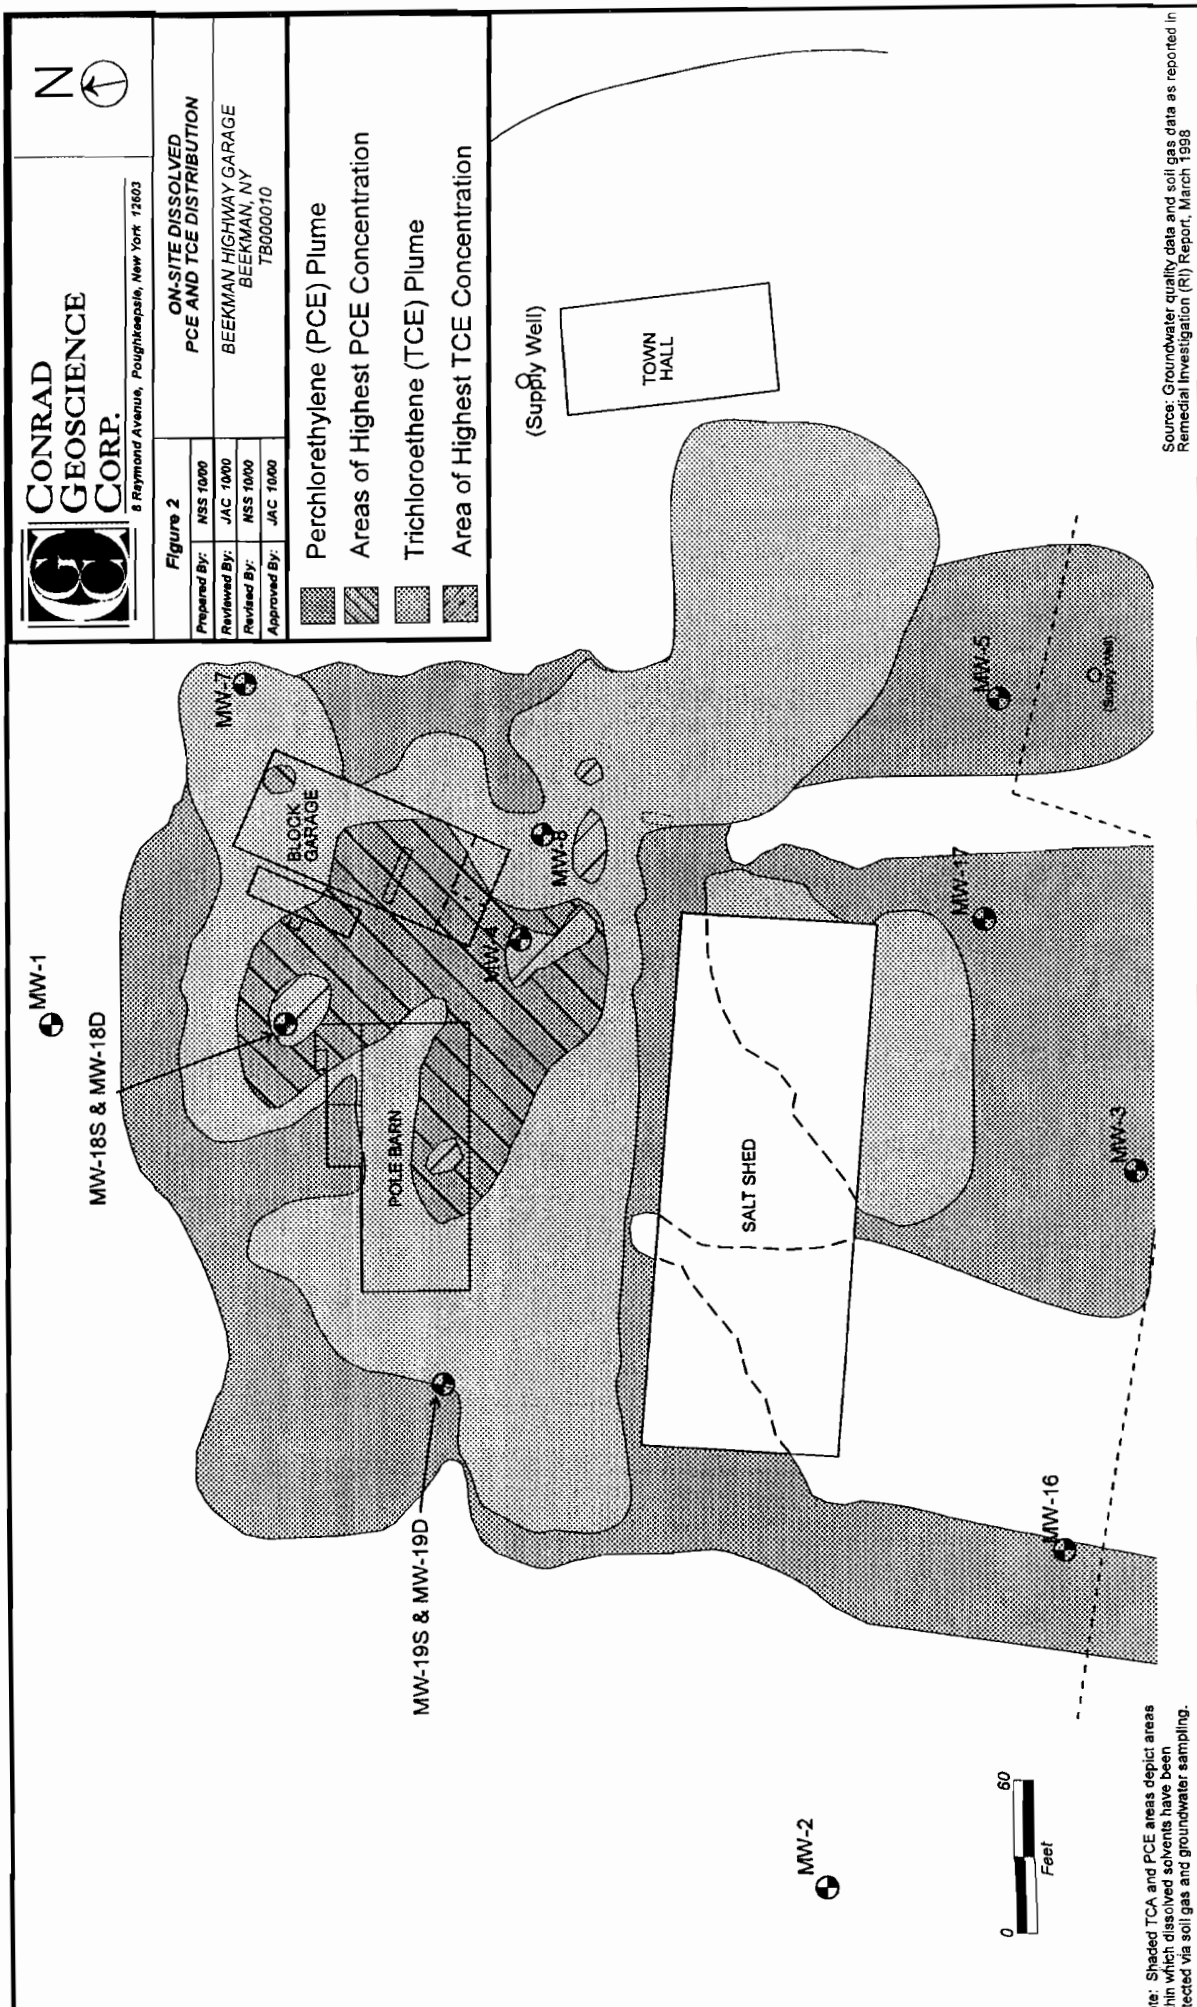 CONRAD
GEOSCIENCE
CORP.
8 Raymond Avenue, Poughkeepsie, New York 12603
N
Figure 2
ON-SITE DISSOLVED
PCE AND TCE DISTRIBUTION
Prepared By: NSS 10/00
Reviewed By: JAC 10/00
Revised By: NSS 10/00
Approved By: JAC 10/00
BEEKMAN HIGHWAY GARAGE
BEEKMAN, NY
TB000010
Perchlorethylene (PCE) Plume
Areas of Highest PCE Concentration
Trichloroethene (TCE) Plume
Area of Highest TCE Concentration
MW-1
MW-18S & MW-18D
MW-7
BLOCK
GARAGE
POLE BARN
MW-4
MW-8
MW-19S & MW-19D
(Supply Well)
TOWN
HALL
SALT SHED
MW-17
MW-5
(Supply Well)
MW-3
MW-16
MW-2
0 60
Feet
te: Shaded TCA and PCE areas depict areas
hin which dissolved solvents have been
ected via soil gas and groundwater sampling.
Source: Groundwater quality data and soil gas data as reported in
Remedial Investigation (RI) Report, March 1998